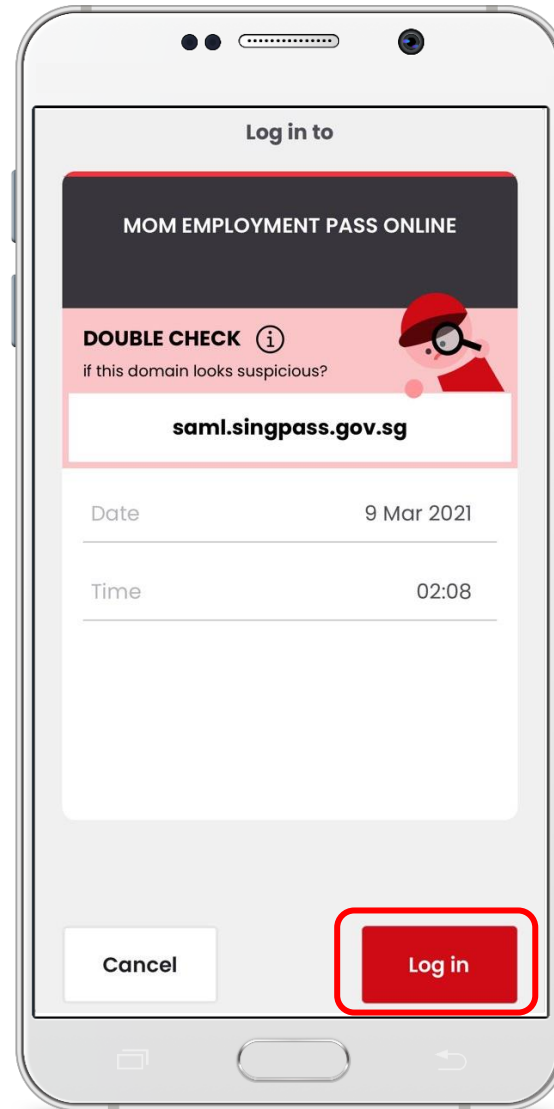 Log in to
MOM EMPLOYMENT PASS ONLINE
DOUBLE CHECK i
if this domain looks suspicious?
saml.singpass.gov.sg
Date 9 Mar 2021
Time 02:08
Cancel Log in